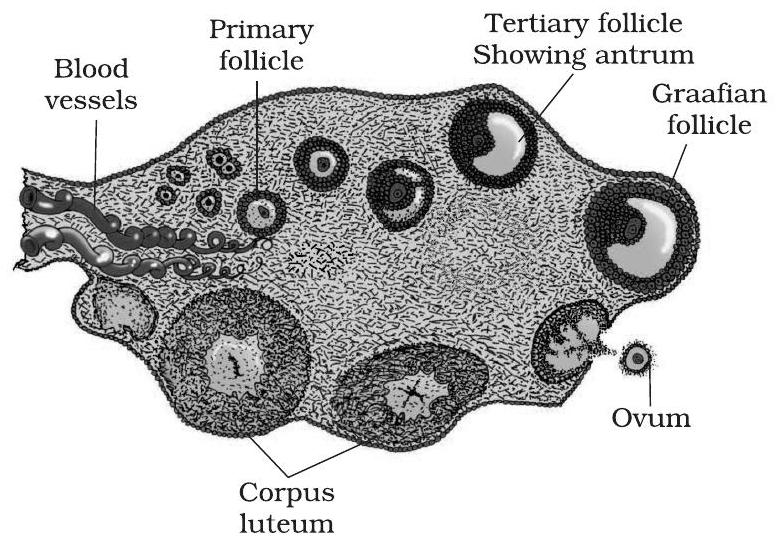 Primary
follicle
Tertiary follicle
Showing antrum
Blood
vessels
Graafian
follicle
Ovum
Corpus
luteum